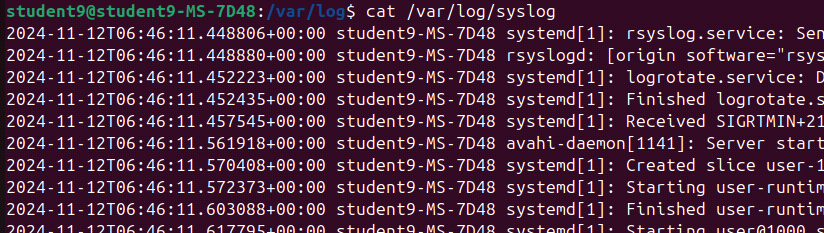 student9@student9-MS-7D48:/var/log$ cat /var/log/syslog
2024-11-12T06:46:11.448806+00:00 student9-MS-7D48 systemd[1]: rsyslog.service: Sen
2024-11-12T06:46:11.448880+00:00 student9-MS-7D48 rsyslogd: [origin software="rsys
2024-11-12T06:46:11.452223+00:00 student9-MS-7D48 systemd[1]: logrotate.service: D
2024-11-12T06:46:11.452435+00:00 student9-MS-7D48 systemd[1]: Finished logrotate.s
2024-11-12T06:46:11.457545+00:00 student9-MS-7D48 systemd[1]: Received SIGRTMIN+21
2024-11-12T06:46:11.561918+00:00 student9-MS-7D48 avahi-daemon[1141]: Server start
2024-11-12T06:46:11.570408+00:00 student9-MS-7D48 systemd[1]: Created slice user-1
2024-11-12T06:46:11.572373+00:00 student9-MS-7D48 systemd[1]: Starting user-runtim
2024-11-12T06:46:11.603088+00:00 student9-MS-7D48 systemd[1]: Finished user-runtim
2024-11-12T06:46:11.617795+00:00 student9-MS-7D48 systemd[1]: Starting user@1000.s